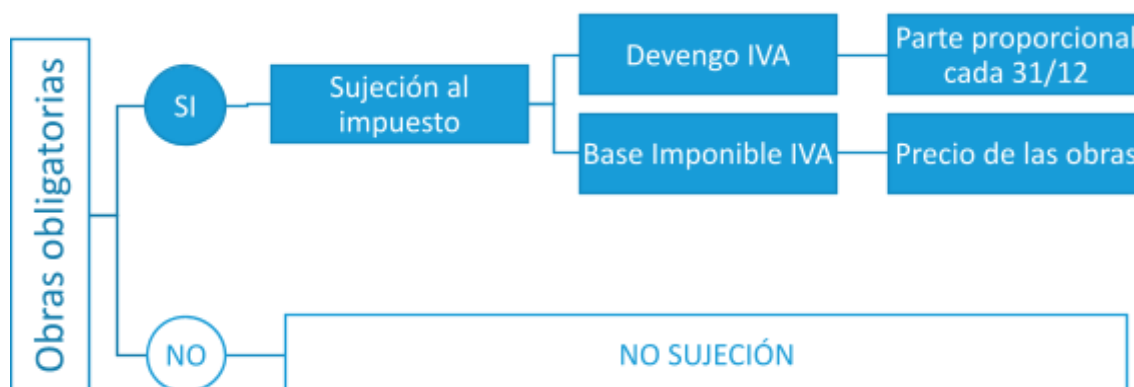 Obras obligatorias
SI
Sujeción al
impuesto
Devengo IVA
Parte proporcional
cada 31/12
Base Imponible IVA
Precio de las obras
NO
NO SUJECIÓN